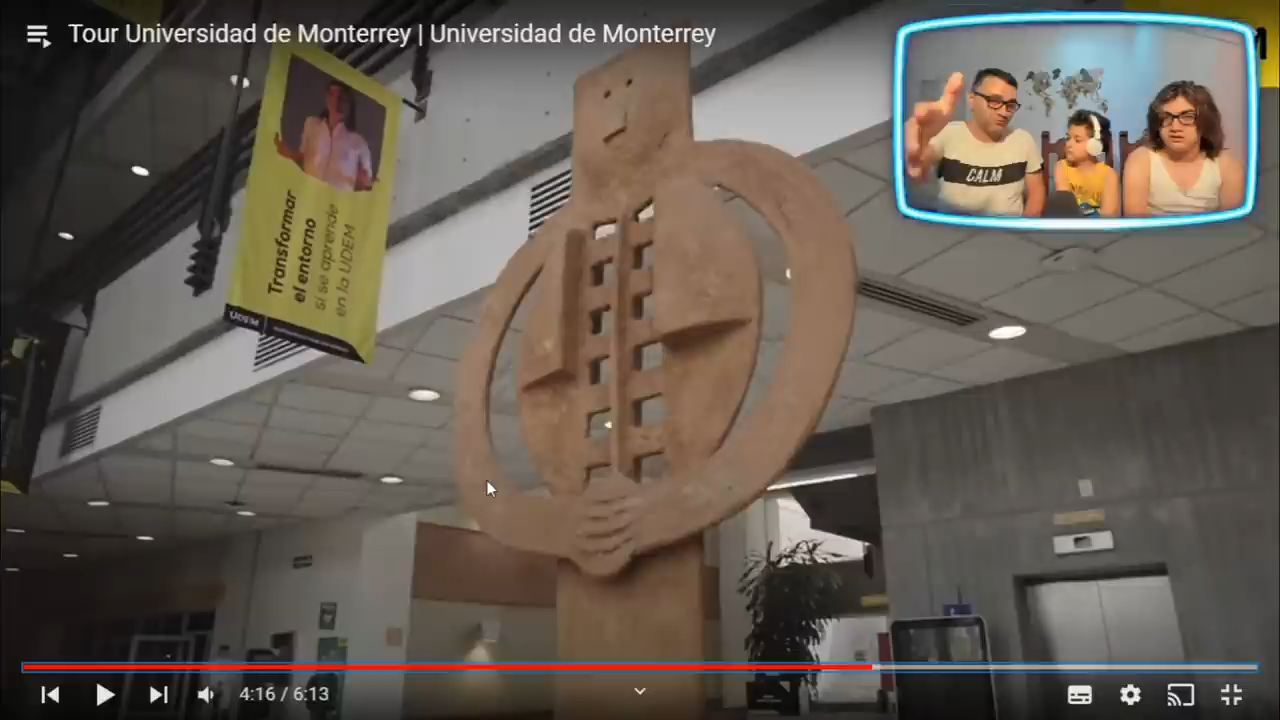 Tour Universidad de Monterrey | Universidad de Monterrey
CALM
Transformar
el entorno
sí se aprende
en la UDEM
UDEM
4:16 / 6:13